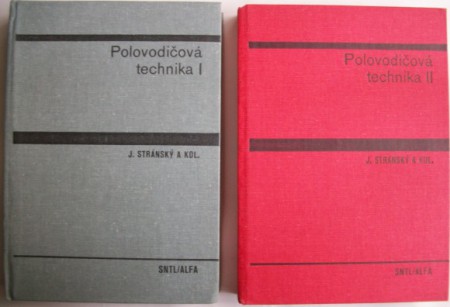 Polovodičová
technika I
J. STRÁNSKÝ A KOL.
SNTL/ALFA
Polovodičová
technika II
J. STRÁNSKÝ A KOL.
SNTL/ALFA